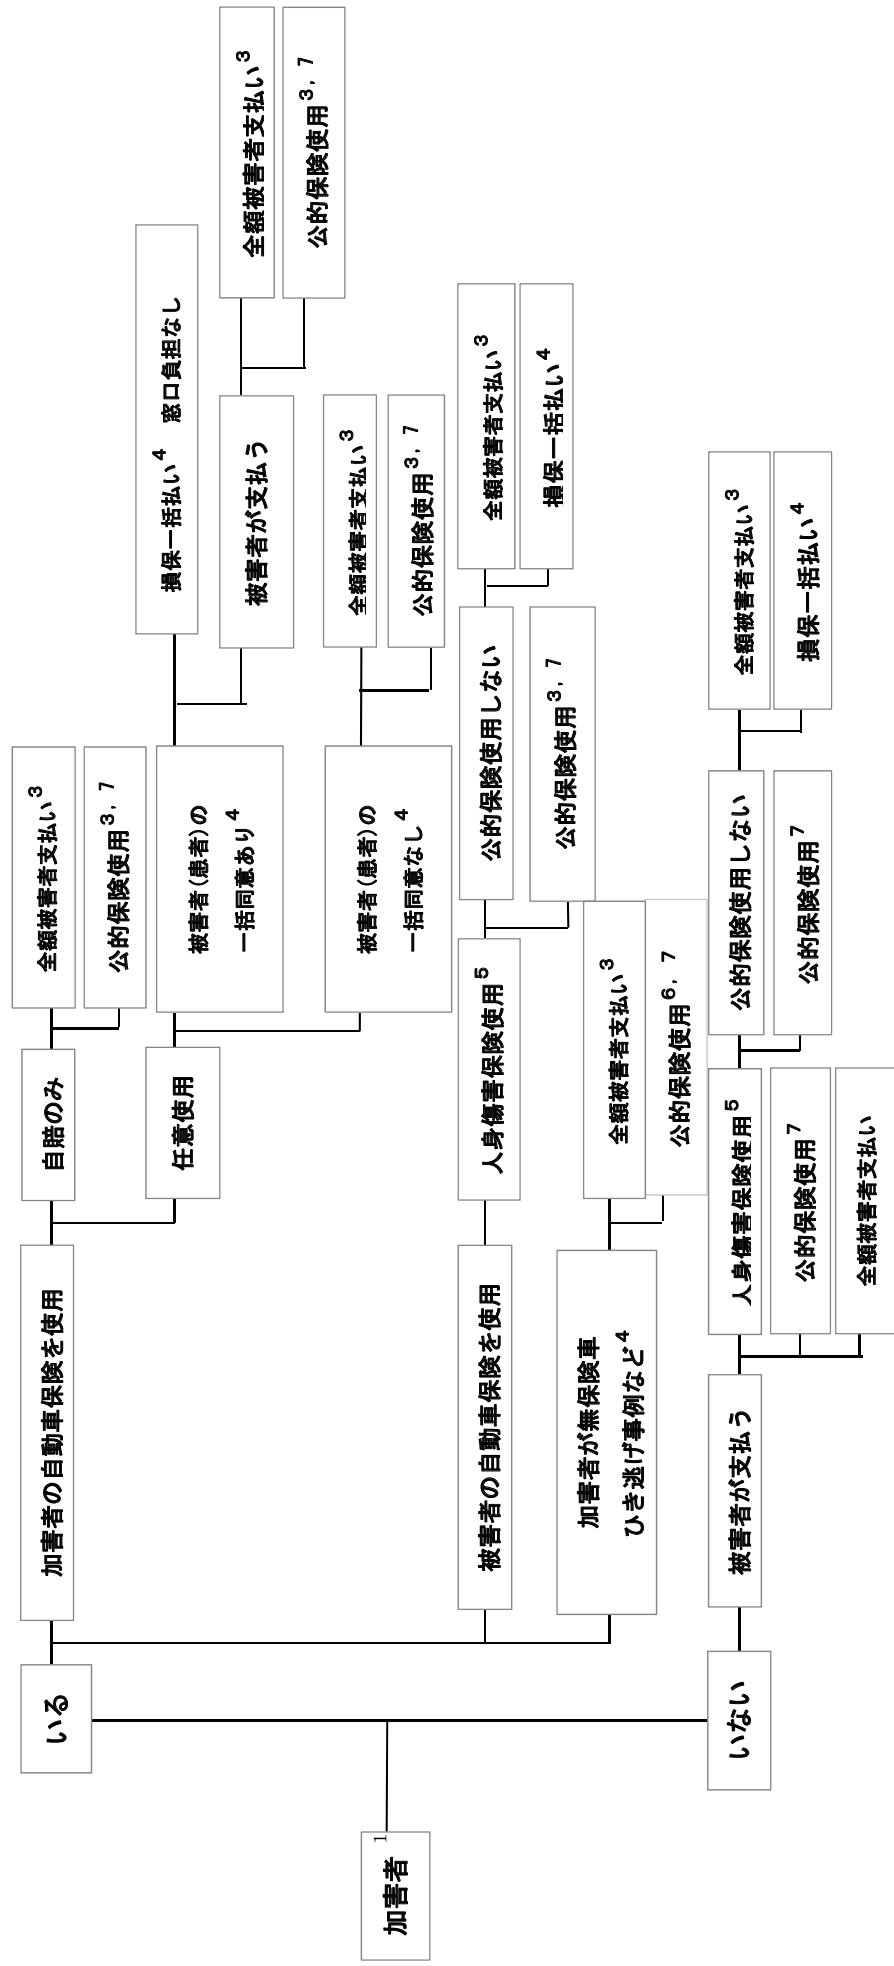 加害者¹
いる
加害者の自動車保険を使用
自賠のみ
全額被害者支払い³
公的保険使用³，⁷
任意使用
被害者（患者）の
一括同意あり⁴
損保一括払い⁴　窓口負担なし
被害者が支払う
全額被害者支払い³
公的保険使用³，⁷
被害者（患者）の
一括同意なし⁴
全額被害者支払い³
公的保険使用³，⁷
被害者の自動車保険を使用
人身傷害保険使用⁵
公的保険使用しない
全額被害者支払い³
損保一括払い⁴
公的保険使用³，⁷
加害者が無保険車
ひき逃げ事例など⁴
全額被害者支払い³
公的保険使用⁶，⁷
いない
被害者が支払う
人身傷害保険使用⁵
公的保険使用しない
全額被害者支払い³
損保一括払い⁴
公的保険使用⁷
公的保険使用⁷
全額被害者支払い